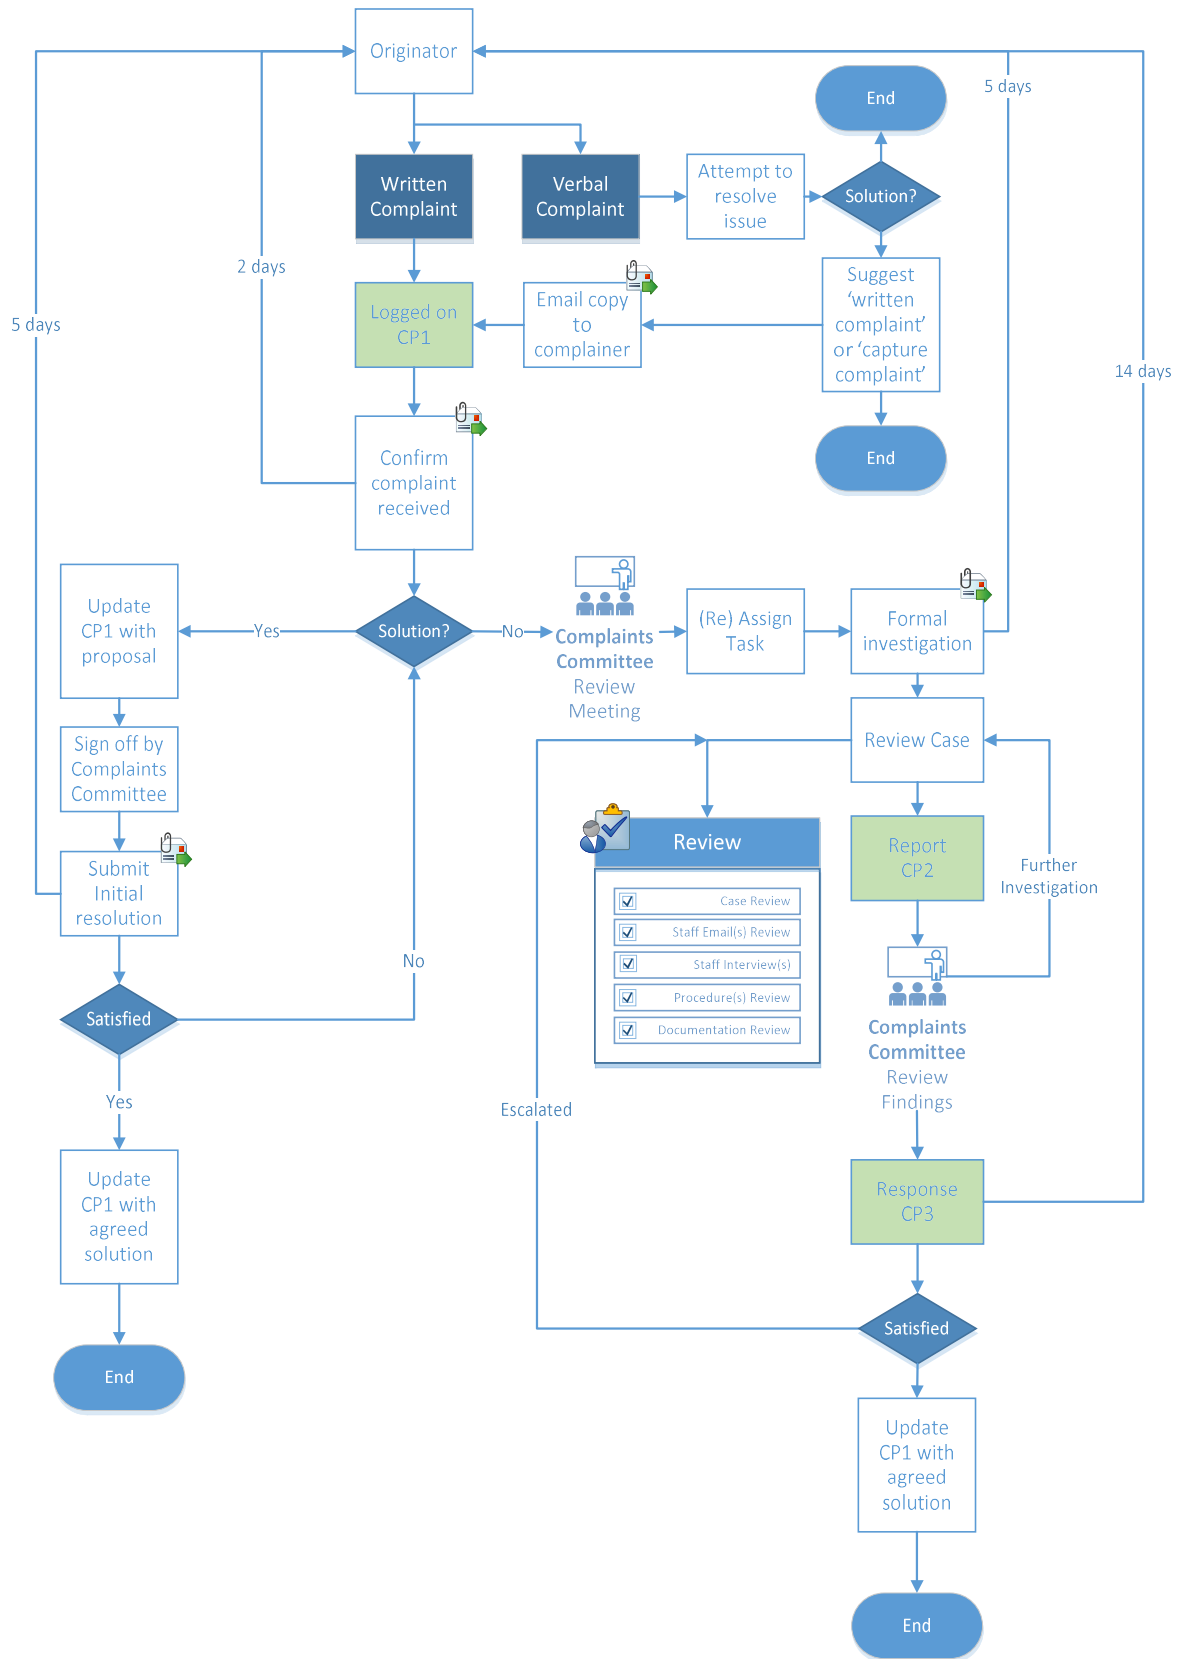 Originator
5 days
End
Written
Complaint
Verbal
Complaint
Attempt to
resolve
issue
Solution?
2 days
5 days
Logged on
CP1
Email copy
to
complainer
Suggest
‘written
complaint’
or ‘capture
complaint’
14 days
Confirm
complaint
received
End
Update
CP1 with
proposal
Yes
Solution?
No
Complaints
Committee
Review
Meeting
(Re) Assign
Task
Formal
investigation
Sign off by
Complaints
Committee
Review Case
Submit
Initial
resolution
Review
Case Review
Staff Email(s) Review
Staff Interview(s)
Procedure(s) Review
Documentation Review
Report
CP2
Further
Investigation
No
Satisfied
Complaints
Committee
Review
Findings
Yes
Escalated
Update
CP1 with
agreed
solution
Response
CP3
End
Satisfied
Update
CP1 with
agreed
solution
End